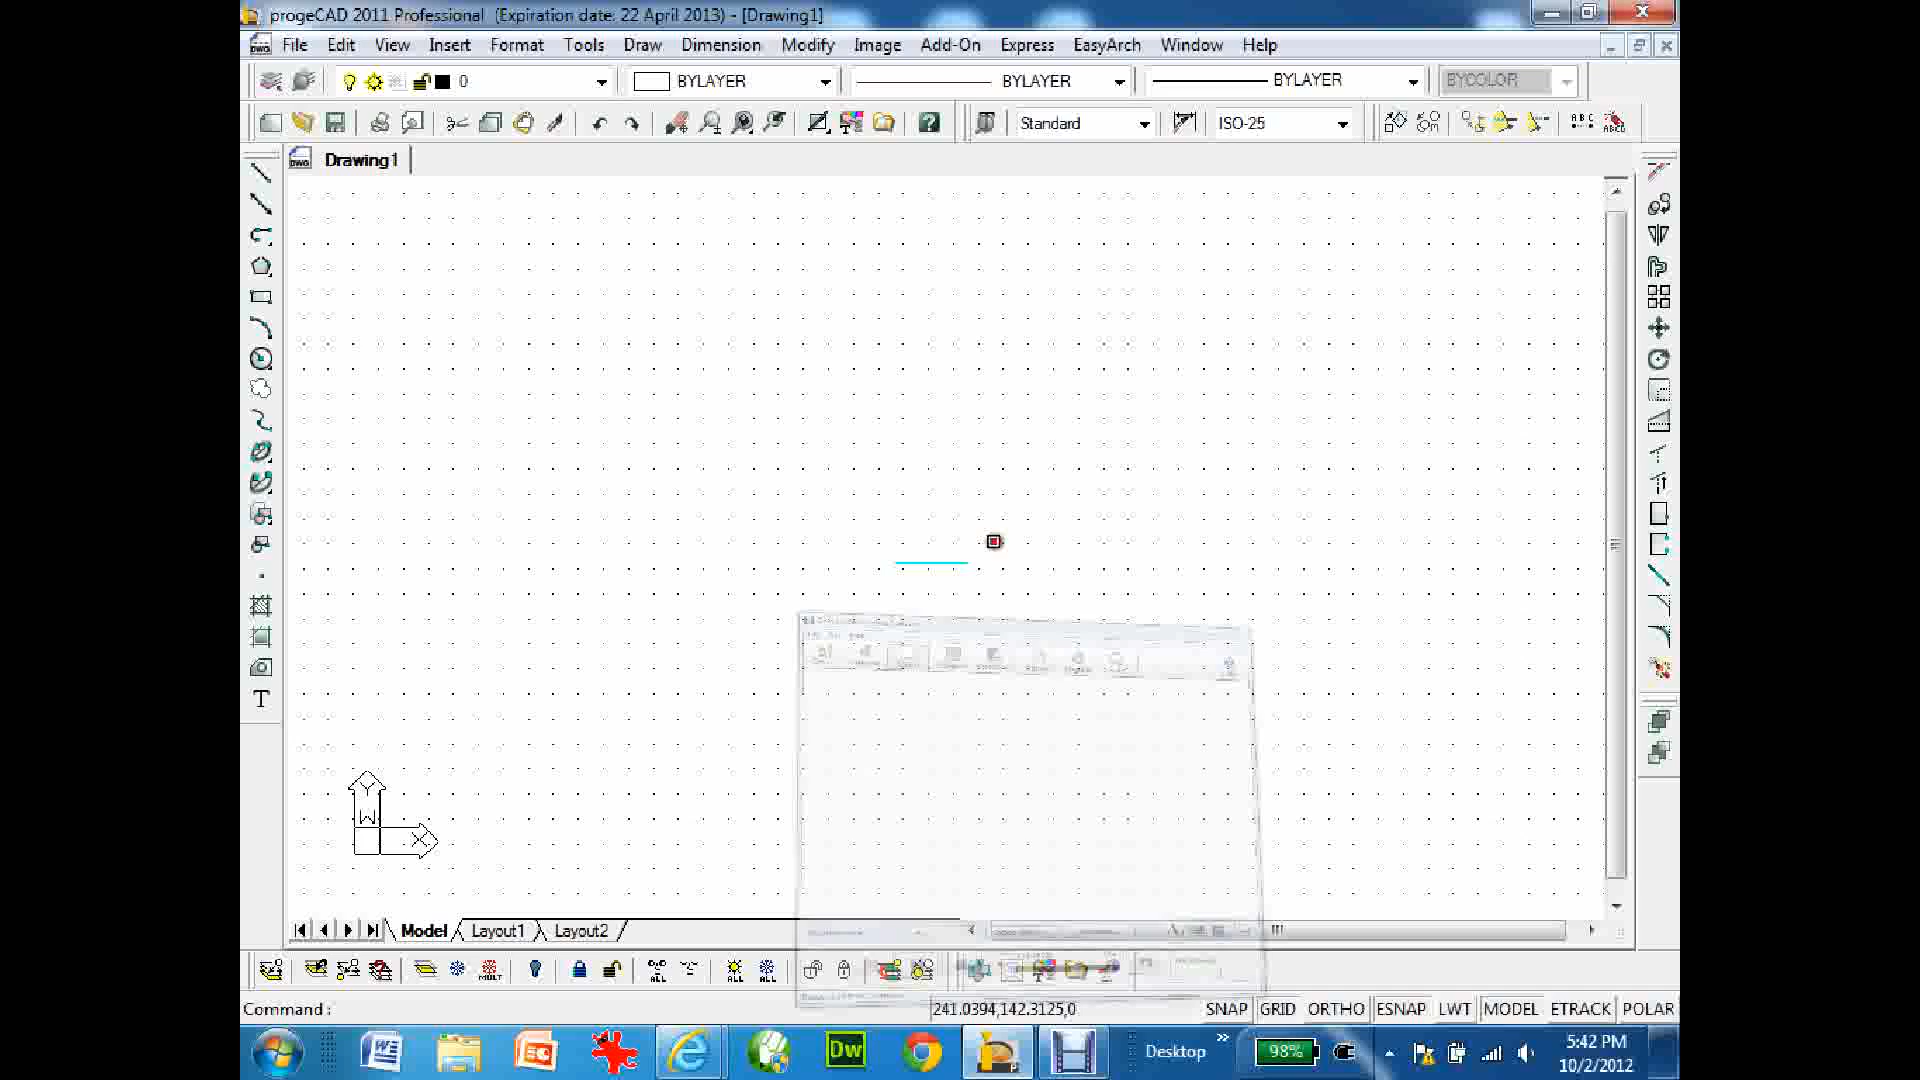 progeCAD 2011 Professional (Expiration date: 22 April 2013) - [Drawing1]
File Edit View Insert Format Tools Draw Dimension Modify Image Add-On Express EasyArch Window Help
0 BYLAYER BYLAYER BYLAYER BYCOLOR
Standard ISO-25
Drawing1
T
Y
W
X
Model Layout1 Layout2
Command : 241.0394,142.3125,0 SNAP GRID ORTHO ESNAP LWT MODEL ETRACK POLAR
Dw Desktop 98% 5:42 PM
10/2/2012